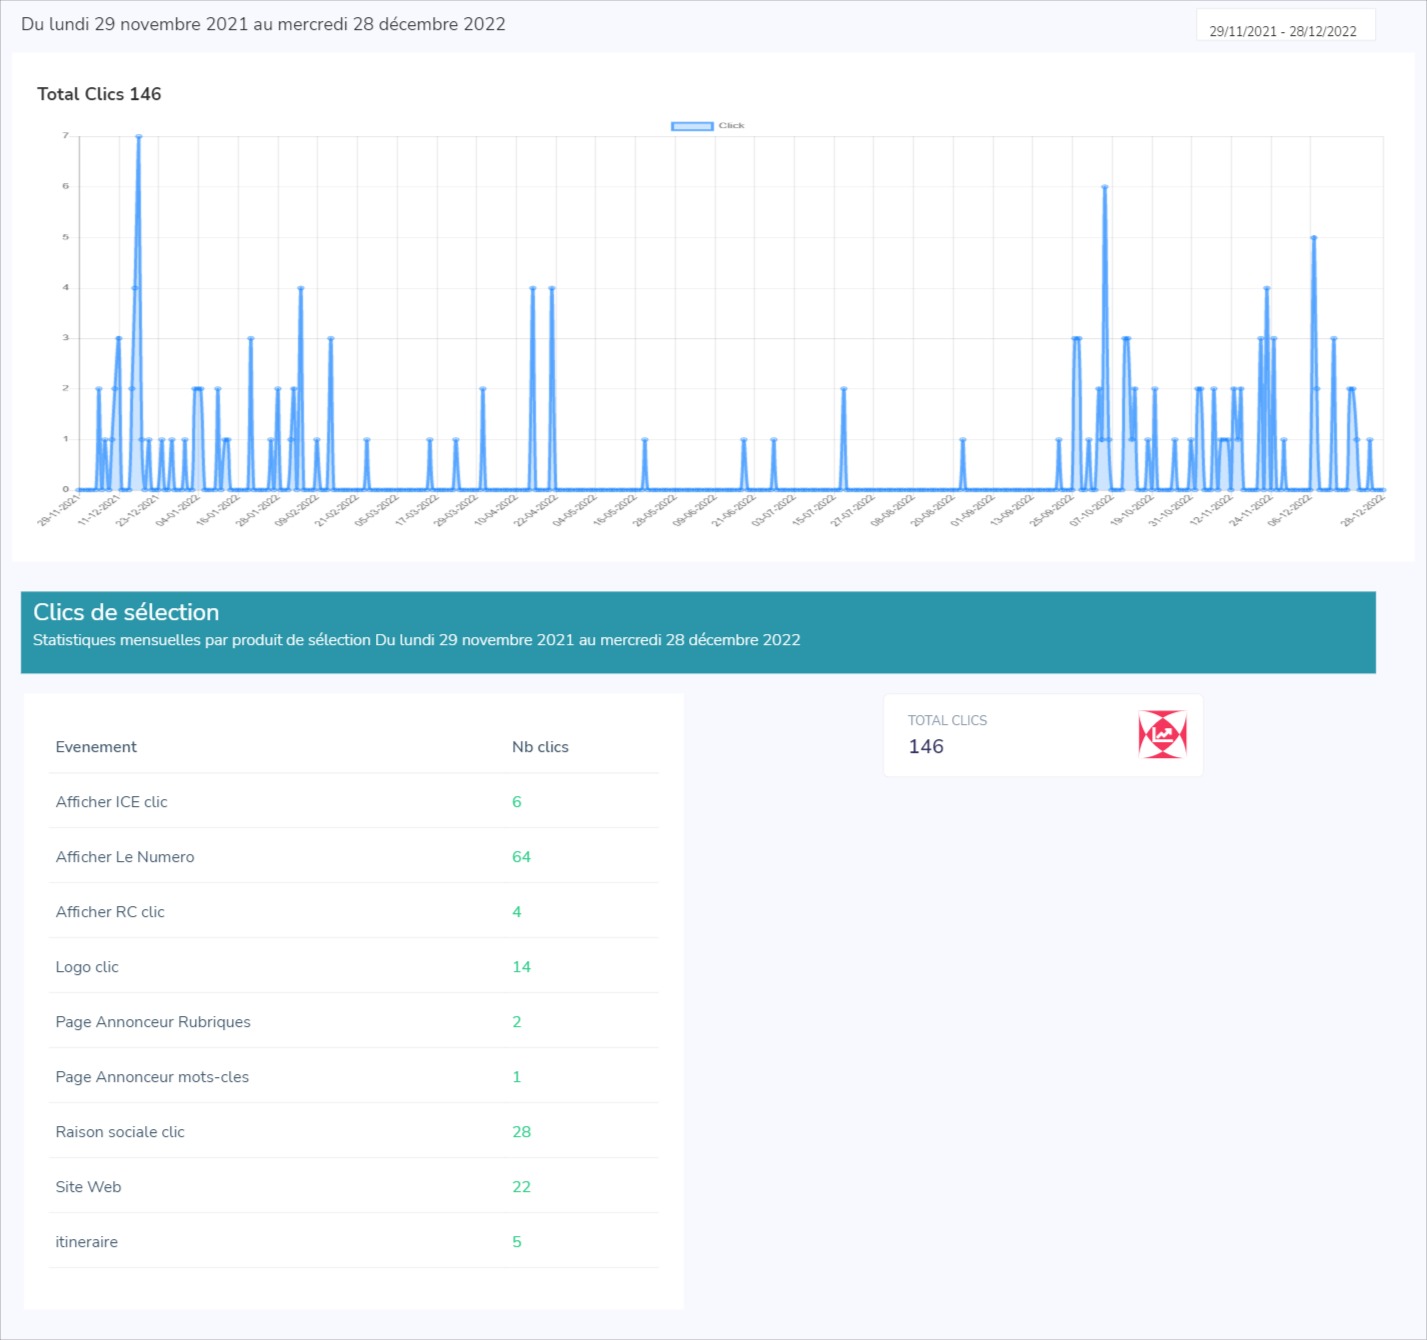 Du lundi 29 novembre 2021 au mercredi 28 décembre 2022
29/11/2021 - 28/12/2022
Total Clics 146
Click
7
6
5
4
3
2
1
0
29-11-2021
11-12-2021
23-12-2021
04-01-2022
16-01-2022
28-01-2022
09-02-2022
21-02-2022
05-03-2022
17-03-2022
29-03-2022
10-04-2022
22-04-2022
04-05-2022
16-05-2022
28-05-2022
09-06-2022
21-06-2022
03-07-2022
15-07-2022
27-07-2022
08-08-2022
20-08-2022
01-09-2022
13-09-2022
25-09-2022
07-10-2022
19-10-2022
31-10-2022
12-11-2022
24-11-2022
06-12-2022
28-12-2022
Clics de sélection
Statistiques mensuelles par produit de sélection Du lundi 29 novembre 2021 au mercredi 28 décembre 2022
Evenement Nb clics
Afficher ICE clic 6
Afficher Le Numero 64
Afficher RC clic 4
Logo clic 14
Page Annonceur Rubriques 2
Page Annonceur mots-cles 1
Raison sociale clic 28
Site Web 22
itineraire 5
TOTAL CLICS
146